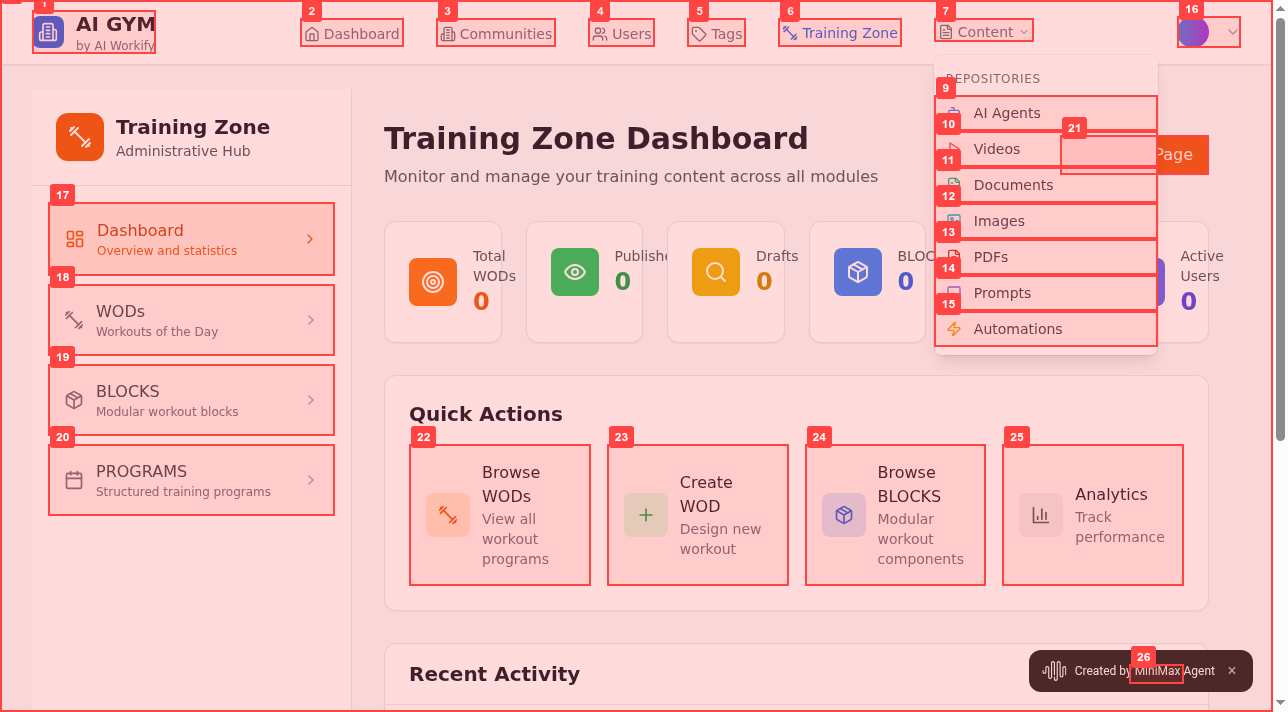 1
AI GYM
by AI Workify
2
Dashboard
3
Communities
4
Users
5
Tags
6
Training Zone
7
Content
16
REPOSITORIES
9
AI Agents
10
Videos
11
Documents
12
Images
13
PDFs
14
Prompts
15
Automations
21
Page
Training Zone
Administrative Hub
17
Dashboard
Overview and statistics
18
WODs
Workouts of the Day
19
BLOCKS
Modular workout blocks
20
PROGRAMS
Structured training programs
Training Zone Dashboard
Monitor and manage your training content across all modules
Total
WODs
0
Publishe
0
Drafts
0
BLOC
0
Active
Users
0
Quick Actions
22
Browse
WODs
View all
workout
programs
23
Create
WOD
Design new
workout
24
Browse
BLOCKS
Modular
workout
components
25
Analytics
Track
performance
Recent Activity
26
Created by MiniMax Agent ×